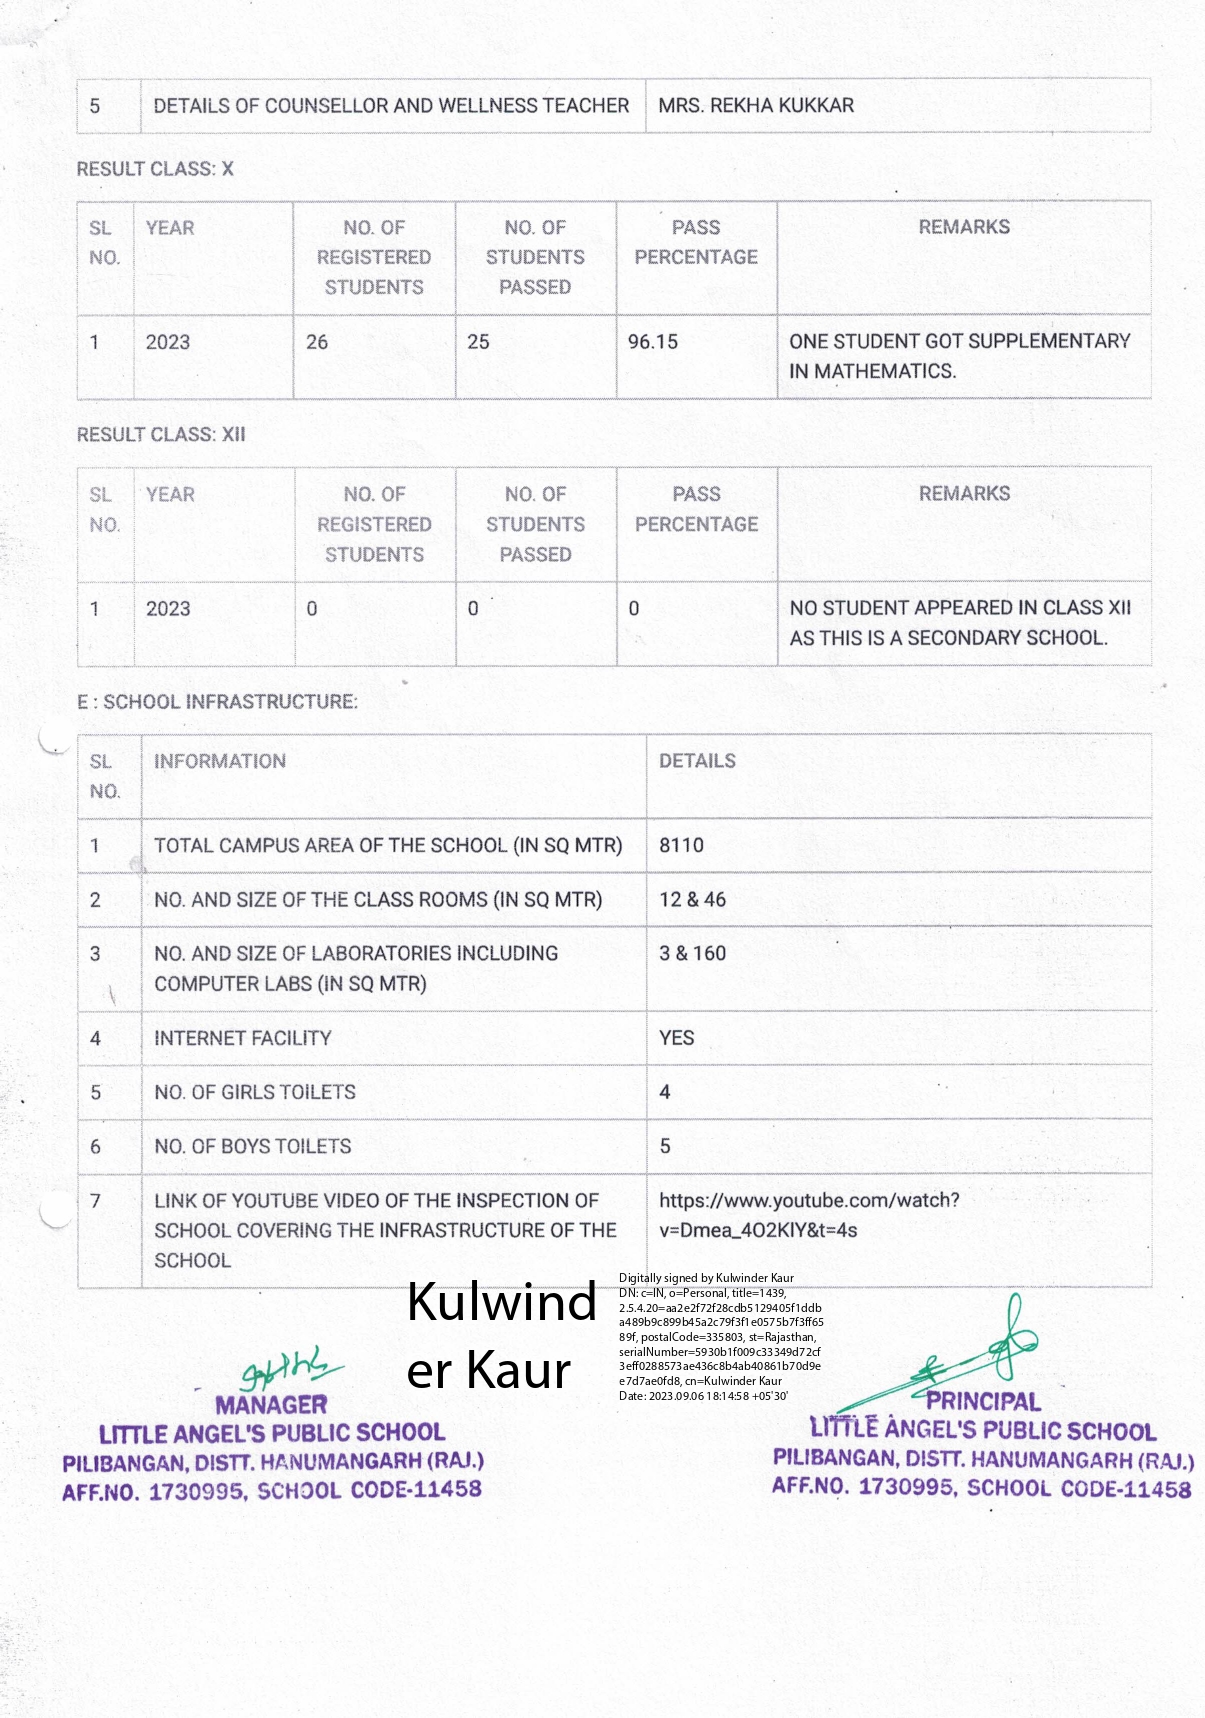 5 DETAILS OF COUNSELLOR AND WELLNESS TEACHER MRS. REKHA KUKKAR
RESULT CLASS: X
SL NO. YEAR NO. OF REGISTERED STUDENTS NO. OF STUDENTS PASSED PASS PERCENTAGE REMARKS
1 2023 26 25 96.15 ONE STUDENT GOT SUPPLEMENTARY
IN MATHEMATICS.
RESULT CLASS: XII
SL NO. YEAR NO. OF REGISTERED STUDENTS NO. OF STUDENTS PASSED PASS PERCENTAGE REMARKS
1 2023 0 0 0 NO STUDENT APPEARED IN CLASS XII
AS THIS IS A SECONDARY SCHOOL.
E : SCHOOL INFRASTRUCTURE:
SL NO. INFORMATION DETAILS
1 TOTAL CAMPUS AREA OF THE SCHOOL (IN SQ MTR) 8110
2 NO. AND SIZE OF THE CLASS ROOMS (IN SQ MTR) 12 & 46
3 NO. AND SIZE OF LABORATORIES INCLUDING 3 & 160
COMPUTER LABS (IN SQ MTR)
4 INTERNET FACILITY YES
5 NO. OF GIRLS TOILETS 4
6 NO. OF BOYS TOILETS 5
7 LINK OF YOUTUBE VIDEO OF THE INSPECTION OF https://www.youtube.com/watch?
SCHOOL COVERING THE INFRASTRUCTURE OF THE v=Dmea_4O2KlY&t=4s
SCHOOL
Kulwind
er Kaur
Digitally signed by Kulwinder Kaur
DN: c=IN, o=Personal, title=1439,
2.5.4.20=aa2e2f72f28cdb5129405f1ddb
a489b9c899b45a2c79f3f1e0575b7f3ff65
89f, postalCode=335803, st=Rajasthan,
serialNumber=5930b1f009c33349d72cf
3eff0288573ae436c8b4ab40861b70d9e
e7d7ae0fd8, cn=Kulwinder Kaur
Date: 2023.09.06 18:14:58 +05'30'
MANAGER
LITTLE ANGEL'S PUBLIC SCHOOL
PILIBANGAN, DISTT. HANUMANGARH (RAJ.)
AFF.NO. 1730995, SCHOOL CODE-11458
PRINCIPAL
LITTLE ANGEL'S PUBLIC SCHOOL
PILIBANGAN, DISTT. HANUMANGARH (RAJ.)
AFF.NO. 1730995, SCHOOL CODE-11458